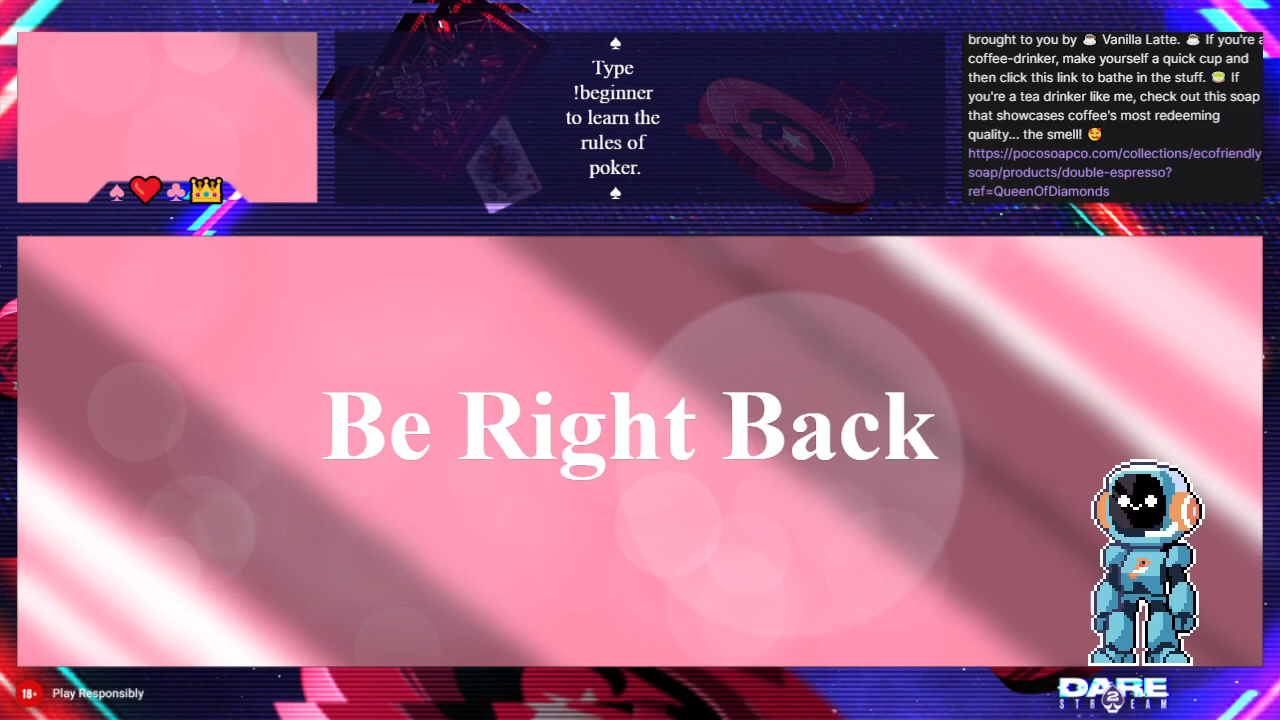 ♠
Type
!beginner
to learn the
rules of
poker.
♠
brought to you by ☕ Vanilla Latte. ☕ If you're a
coffee-drinker, make yourself a quick cup and
then click this link to bathe in the stuff. 🍵 If
you're a tea drinker like me, check out this soap
that showcases coffee's most redeeming
quality... the smell! 🥰
https://pocosoapco.com/collections/ecofriendly
soap/products/double-espresso?
ref=QueenOfDiamonds
Be Right Back
18+ Play Responsibly
DARE
2
STREAM